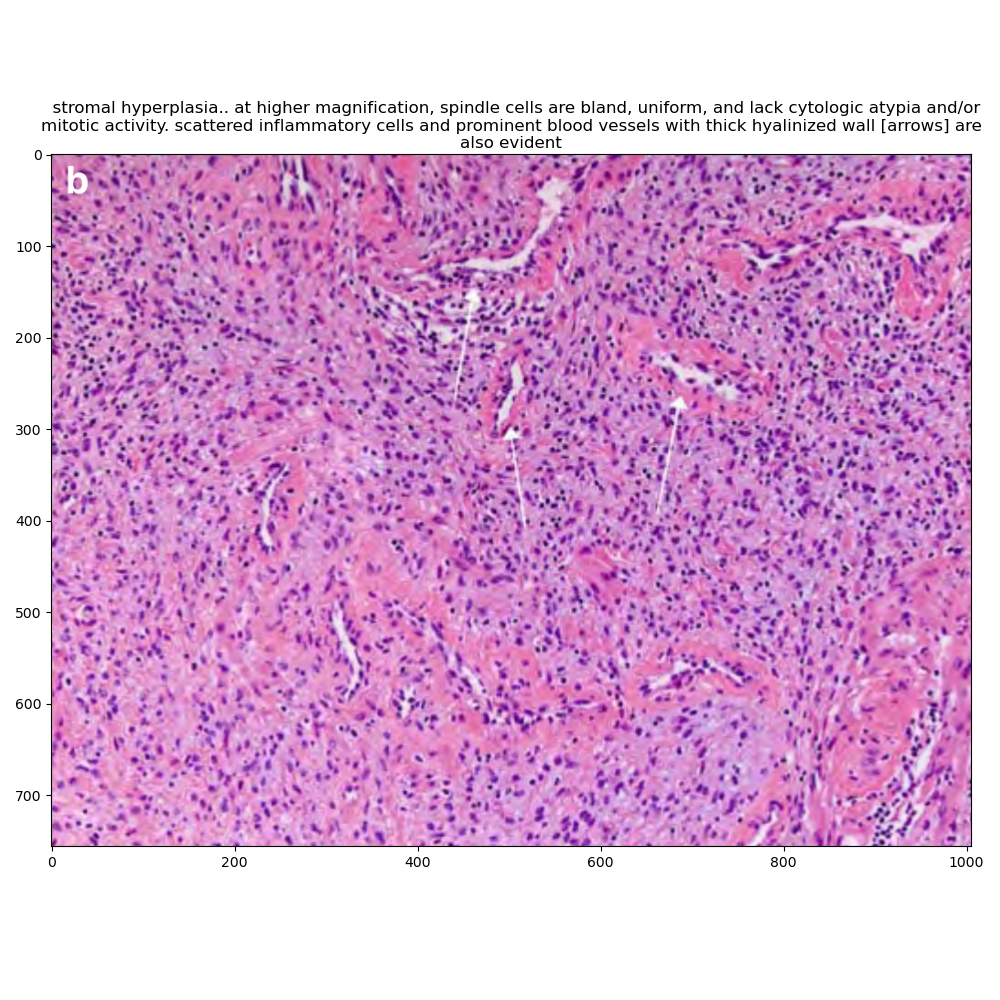 stromal hyperplasia.. at higher magnification, spindle cells are bland, uniform, and lack cytologic atypia and/or
mitotic activity. scattered inflammatory cells and prominent blood vessels with thick hyalinized wall [arrows] are
also evident
b
0
100
200
300
400
500
600
700
0 200 400 600 800 1000